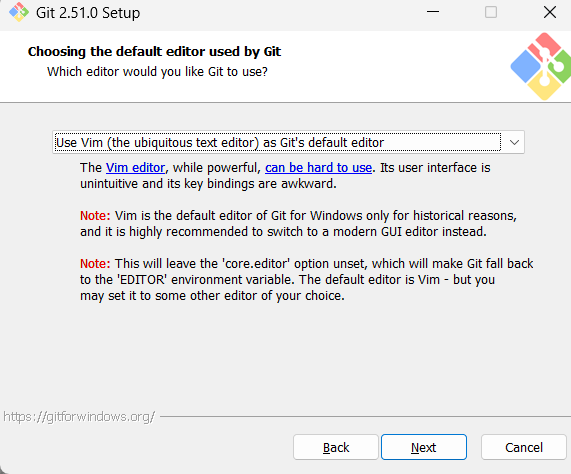 Git 2.51.0 Setup
Choosing the default editor used by Git
Which editor would you like Git to use?
Use Vim (the ubiquitous text editor) as Git's default editor
The Vim editor, while powerful, can be hard to use. Its user interface is
unintuitive and its key bindings are awkward.
Note: Vim is the default editor of Git for Windows only for historical reasons,
and it is highly recommended to switch to a modern GUI editor instead.
Note: This will leave the 'core.editor' option unset, which will make Git fall back
to the 'EDITOR' environment variable. The default editor is Vim - but you
may set it to some other editor of your choice.
https://gitforwindows.org/
Back Next Cancel